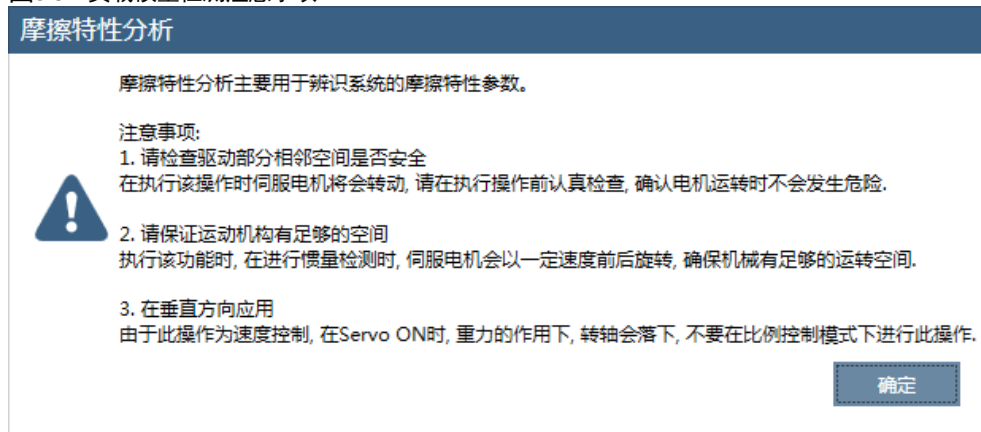 摩擦特性分析
摩擦特性分析主要用于辨识系统的摩擦特性参数。
注意事项:
1. 请检查驱动部分相邻空间是否安全
在执行该操作时伺服电机将会转动, 请在执行操作前认真检查, 确认电机运转时不会发生危险.
2. 请保证运动机构有足够的空间
执行该功能时, 在进行惯量检测时, 伺服电机会以一定速度前后旋转, 确保机械有足够的运转空间.
3. 在垂直方向应用
由于此操作为速度控制, 在Servo ON时, 重力的作用下, 转轴会落下, 不要在比例控制模式下进行此操作.
确定